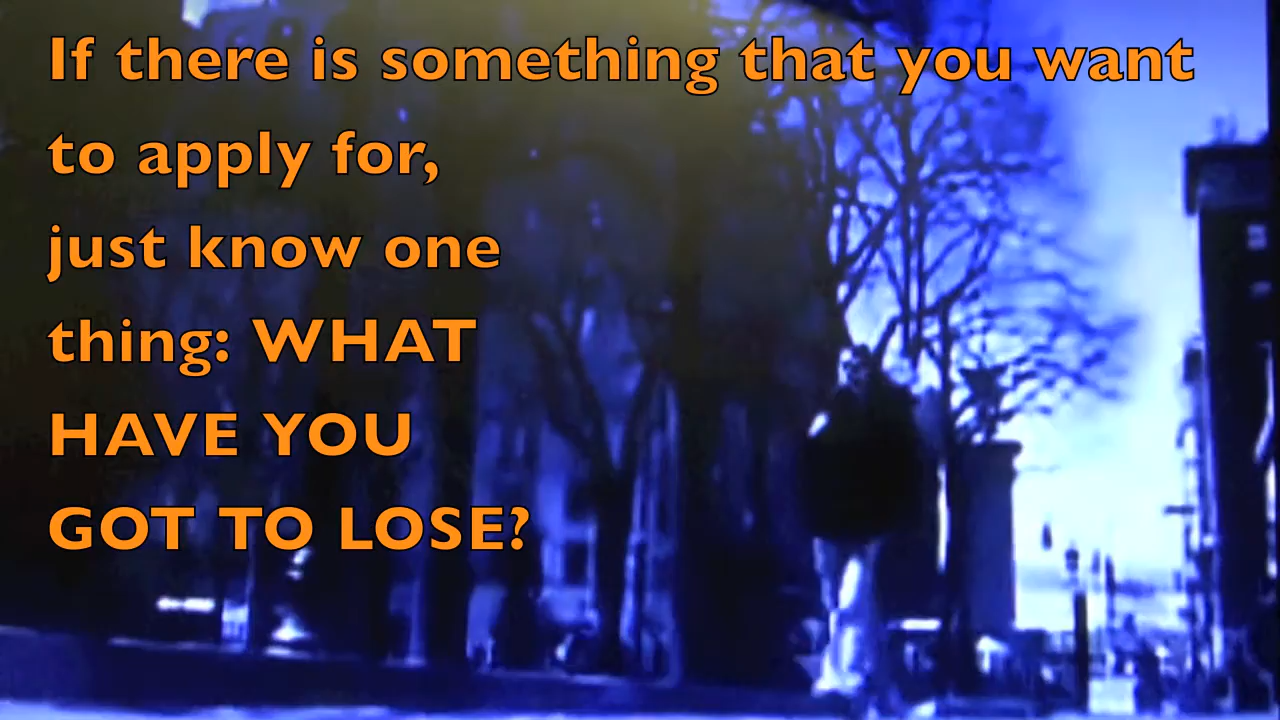 If there is something that you want
to apply for,
just know one
thing: WHAT
HAVE YOU
GOT TO LOSE?